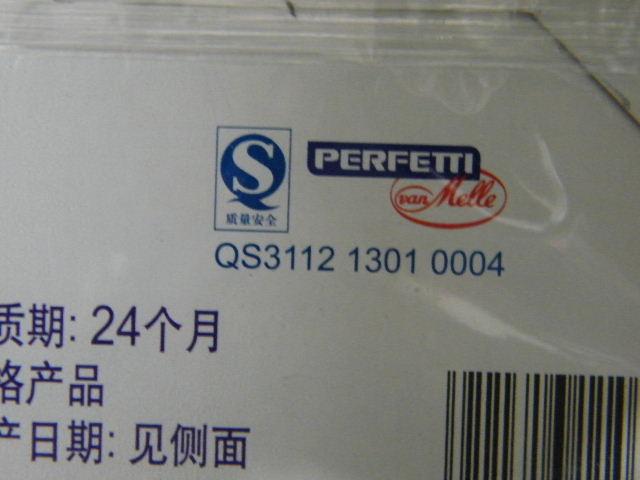 S
质量安全
PERFETTI
van Melle
QS3112 1301 0004
质期: 24个月
格产品
产日期: 见侧面